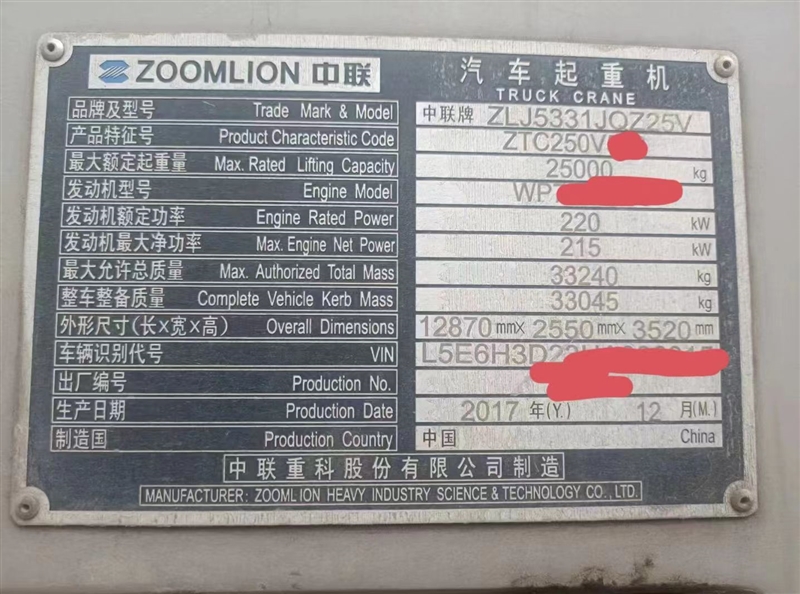 ZOOMLION 中联 汽车起重机
TRUCK CRANE
品牌及型号 Trade Mark & Model 中联牌 ZLJ5331JQZ25V
产品特征号 Product Characteristic Code ZTC250V
最大额定起重量 Max. Rated Lifting Capacity 25000 kg
发动机型号 Engine Model
发动机额定功率 Engine Rated Power 220 kW
发动机最大净功率 Max. Engine Net Power 215 kW
最大允许总质量 Max. Authorized Total Mass 33240 kg
整车整备质量 Complete Vehicle Kerb Mass 33045 kg
外形尺寸(长×宽×高) Overall Dimensions 12870 mm× 2550 mm× 3520 mm
车辆识别代号 VIN
出厂编号 Production No.
生产日期 Production Date 2017 年(Y.) 12 月(M.)
制造国 Production Country 中国 China
中联重科股份有限公司制造
MANUFACTURER: ZOOMLION HEAVY INDUSTRY SCIENCE & TECHNOLOGY CO., LTD.